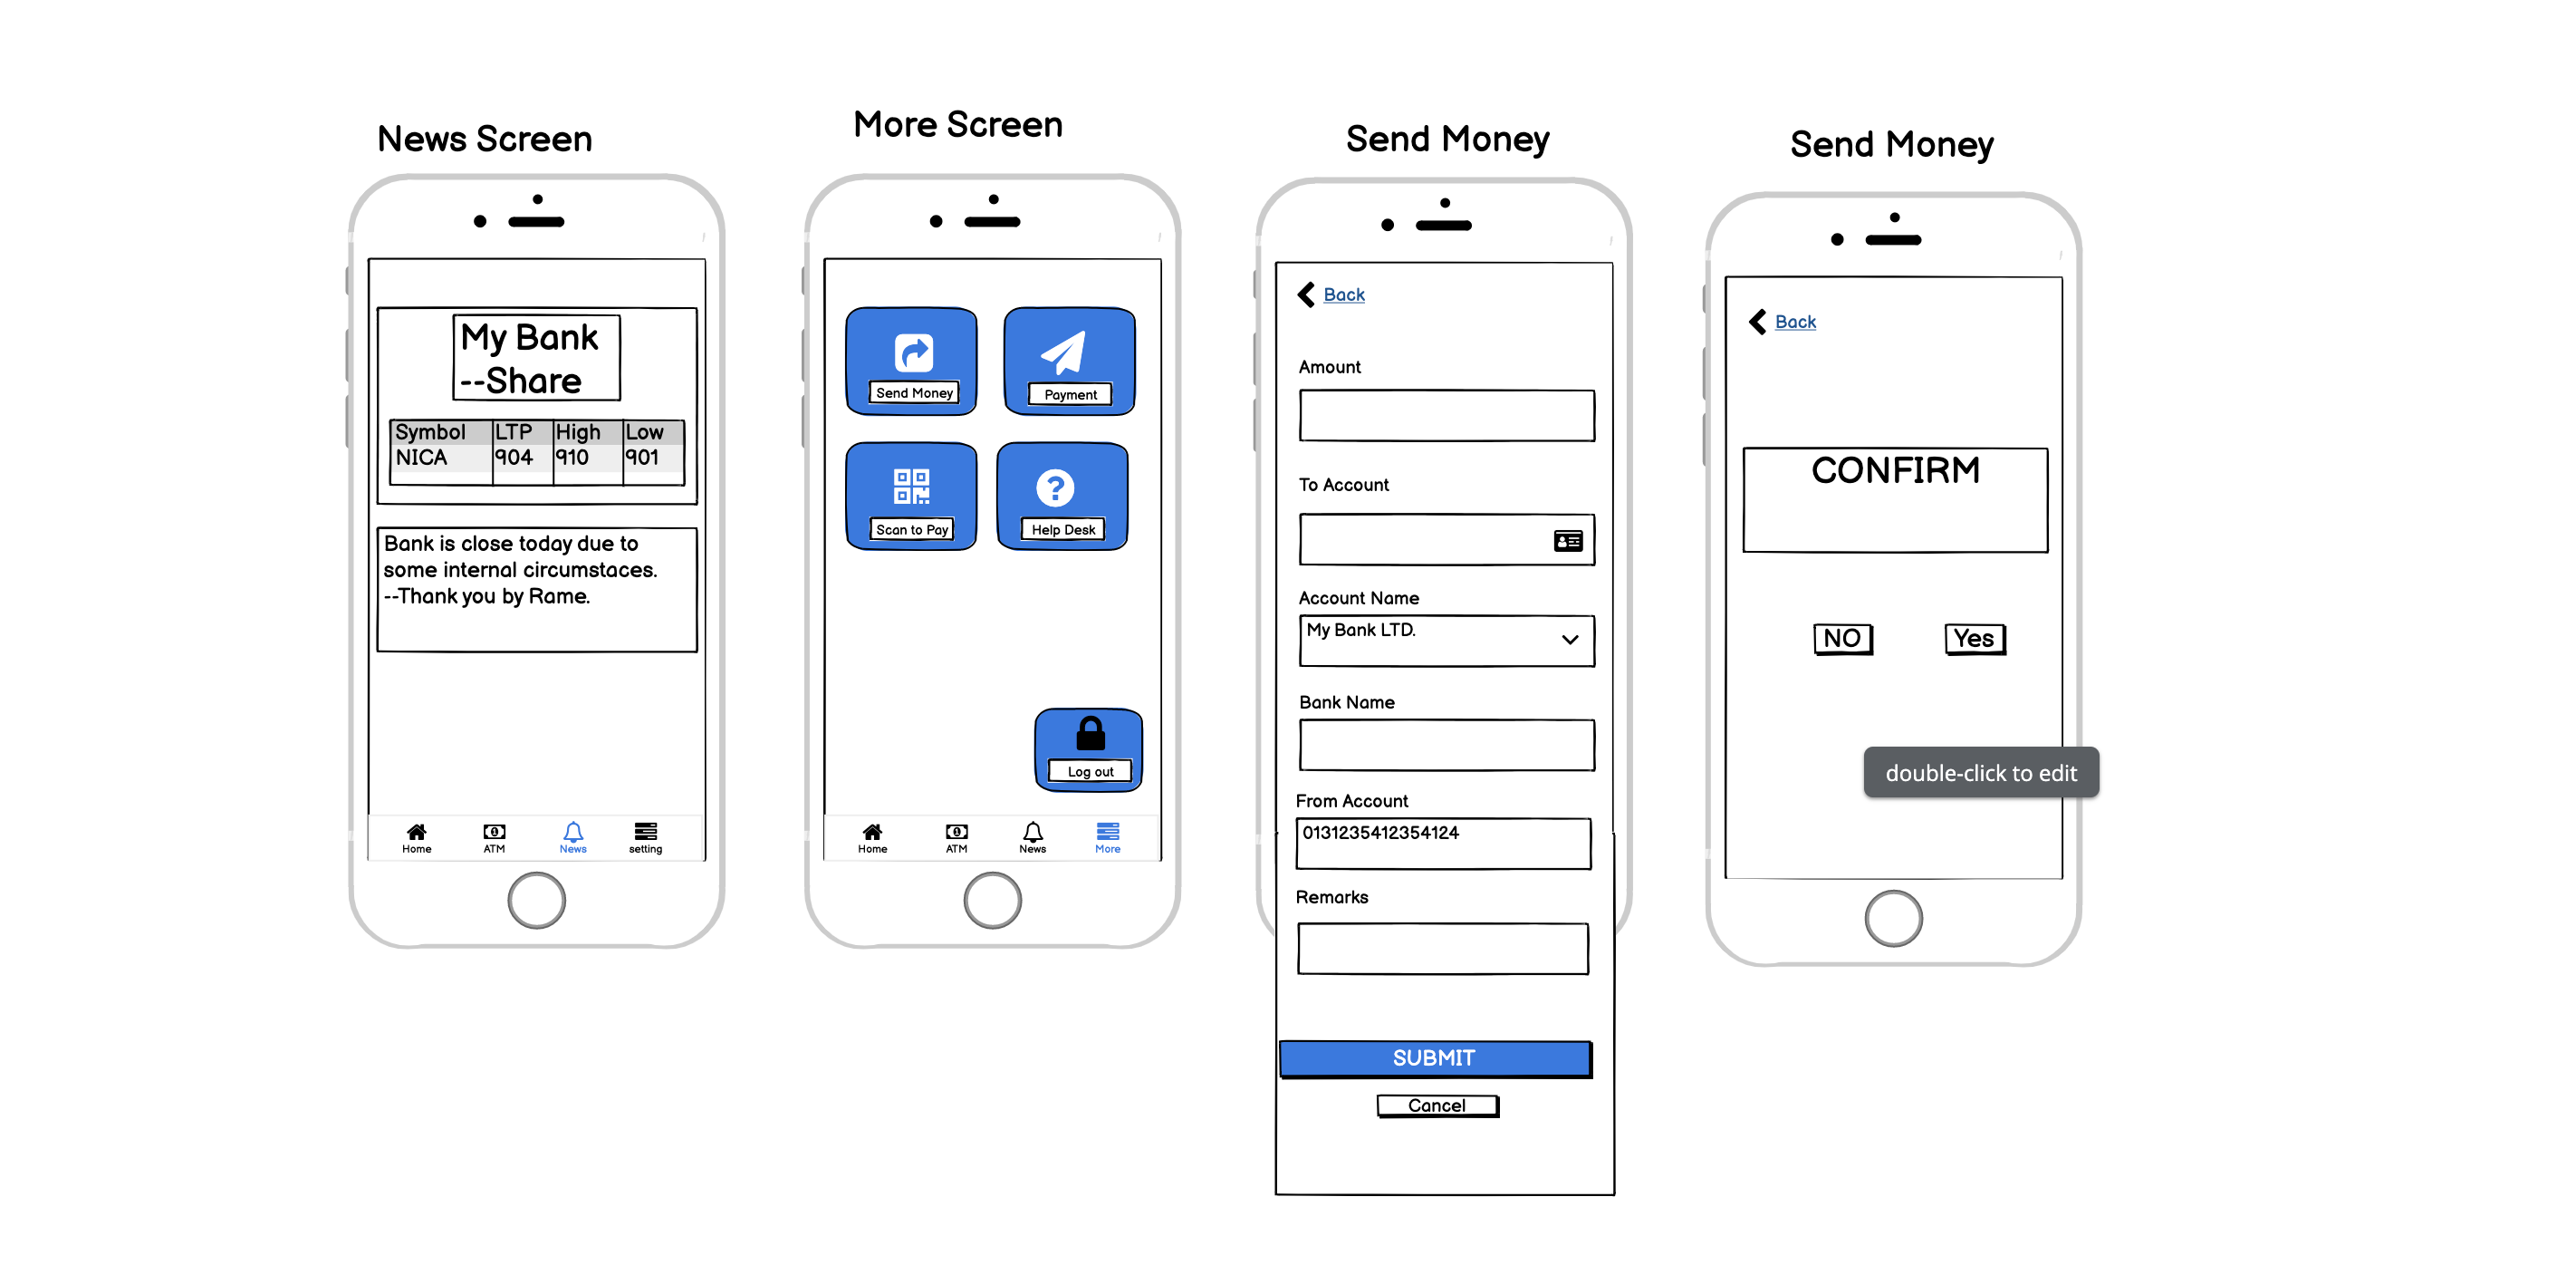 News Screen
My Bank
--Share
Symbol LTP High Low
NICA 904 910 901
Bank is close today due to
some internal circumstaces.
--Thank you by Rame.
Home ATM News setting
More Screen
Send Money Payment
Scan to Pay Help Desk
Log out
Home ATM News More
Send Money
Back
Amount
To Account
Account Name
My Bank LTD.
Bank Name
From Account
0131235412354124
Remarks
SUBMIT
Cancel
Send Money
Back
CONFIRM
NO Yes
double-click to edit